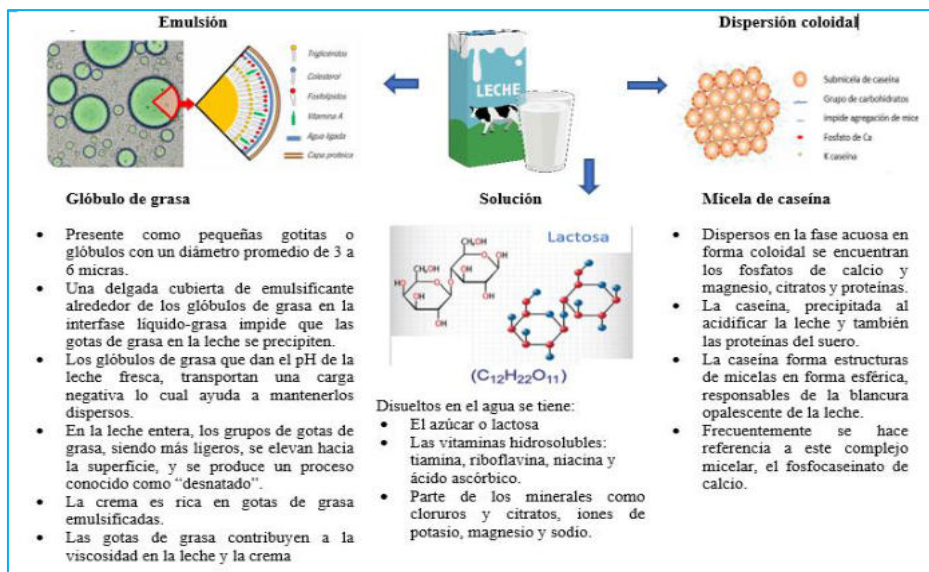 Emulsión
Triglicéridos
Colesterol
Fosfolípidos
Vitamina A
Agua ligada
Capa proteica
LECHE
Dispersión coloidal
Submicela de caseína
Grupo de carbohidratos
impide agregación de mice
Fosfato de Ca
K caseína
Glóbulo de grasa
• Presente como pequeñas gotitas o
glóbulos con un diámetro promedio de 3 a
6 micras.
• Una delgada cubierta de emulsificante
alrededor de los glóbulos de grasa en la
interfase líquido-grasa impide que las
gotas de grasa en la leche se precipiten.
• Los glóbulos de grasa que dan el pH de la
leche fresca, transportan una carga
negativa lo cual ayuda a mantenerlos
dispersos.
• En la leche entera, los grupos de gotas de
grasa, siendo más ligeros, se elevan hacia
la superficie, y se produce un proceso
conocido como “desnatado”.
• La crema es rica en gotas de grasa
emulsificadas.
• Las gotas de grasa contribuyen a la
viscosidad en la leche y la crema
Solución
Lactosa
CH₂OH
CH₂OH
O
O
O
HO
OH
OH
OH
OH
OH
OH
(C₁₂H₂₂O₁₁)
Disueltos en el agua se tiene:
• El azúcar o lactosa
• Las vitaminas hidrosolubles:
tiamina, riboflavina, niacina y
ácido ascórbico.
• Parte de los minerales como
cloruros y citratos, iones de
potasio, magnesio y sodio.
Micela de caseína
• Dispersos en la fase acuosa en
forma coloidal se encuentran
los fosfatos de calcio y
magnesio, citratos y proteínas.
• La caseína, precipitada al
acidificar la leche y también
las proteínas del suero.
• La caseína forma estructuras
de micelas en forma esférica,
responsables de la blancura
opalescente de la leche.
• Frecuentemente se hace
referencia a este complejo
micelar, el fosfocaseinato de
calcio.